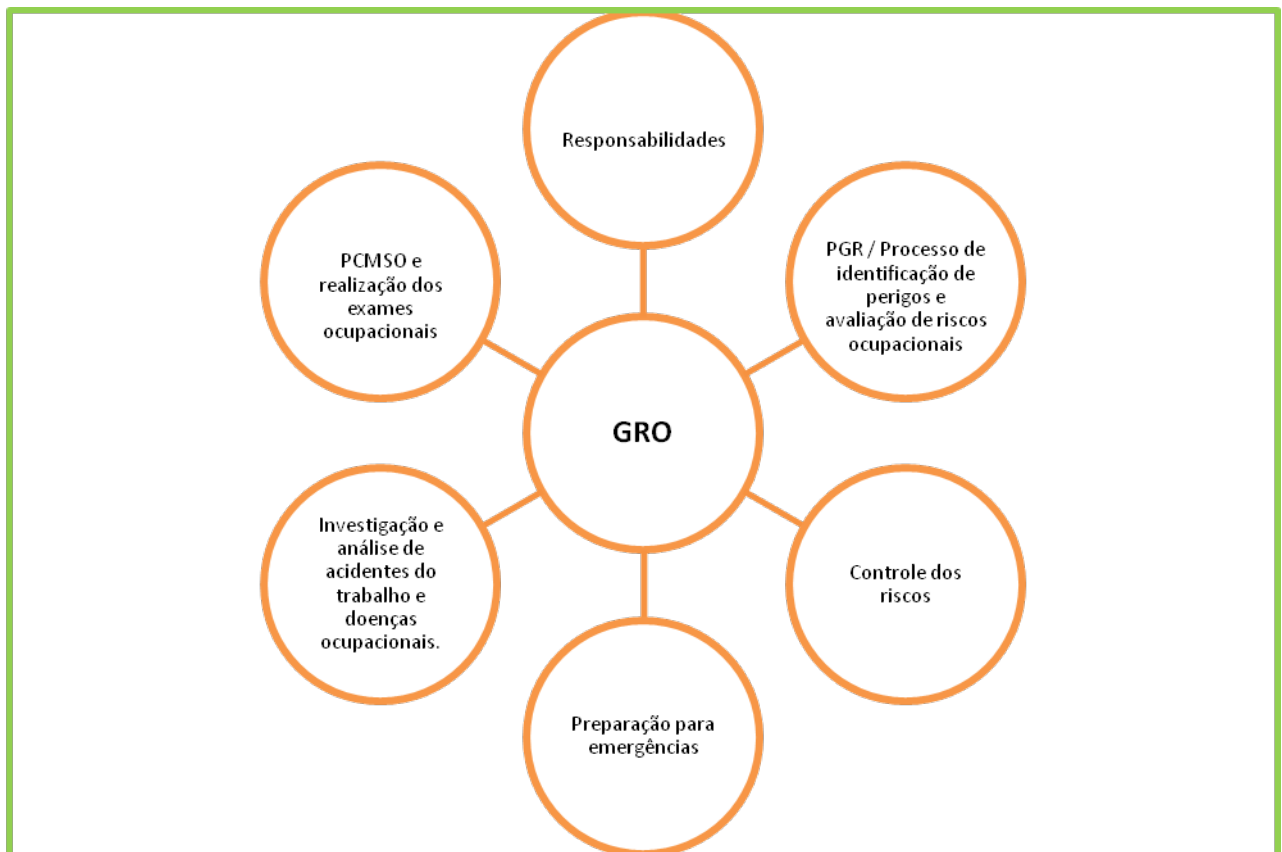 Responsabilidades
PCMSO e
realização dos
exames
ocupacionais
PGR / Processo de
identificação de
perigos e
avaliação de riscos
ocupacionais
GRO
Investigação e
análise de
acidentes do
trabalho e
doenças
ocupacionais.
Controle dos
riscos
Preparação para
emergências